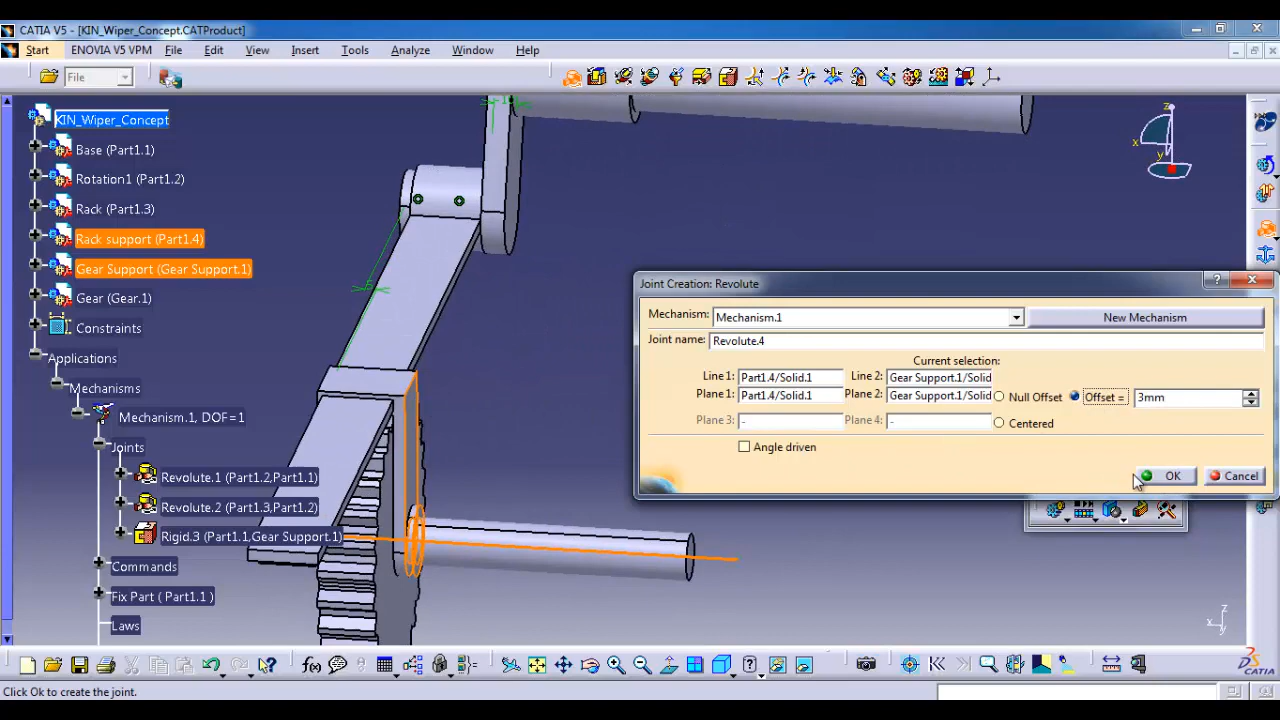 CATIA V5 - [KIN_Wiper_Concept.CATProduct]
Start ENOVIA V5 VPM File Edit View Insert Tools Analyze Window Help
File
KIN_Wiper_Concept
Base (Part1.1)
Rotation1 (Part1.2)
Rack (Part1.3)
Rack support (Part1.4)
Gear Support (Gear Support.1)
Gear (Gear.1)
Constraints
Applications
Mechanisms
Mechanism.1, DOF=1
Joints
Revolute.1 (Part1.2,Part1.1)
Revolute.2 (Part1.3,Part1.2)
Rigid.3 (Part1.1,Gear Support.1)
Commands
Fix Part ( Part1.1 )
Laws
z
x
y
Joint Creation: Revolute
Mechanism: Mechanism.1 New Mechanism
Joint name: Revolute.4
Current selection:
Line 1: Part1.4/Solid.1 Line 2: Gear Support.1/Solid
Plane 1: Part1.4/Solid.1 Plane 2: Gear Support.1/Solid Null Offset Offset = 3mm
Plane 3: - Plane 4: - Centered
Angle driven
OK Cancel
z
x
y
f(x)
CATIA
Click Ok to create the joint.